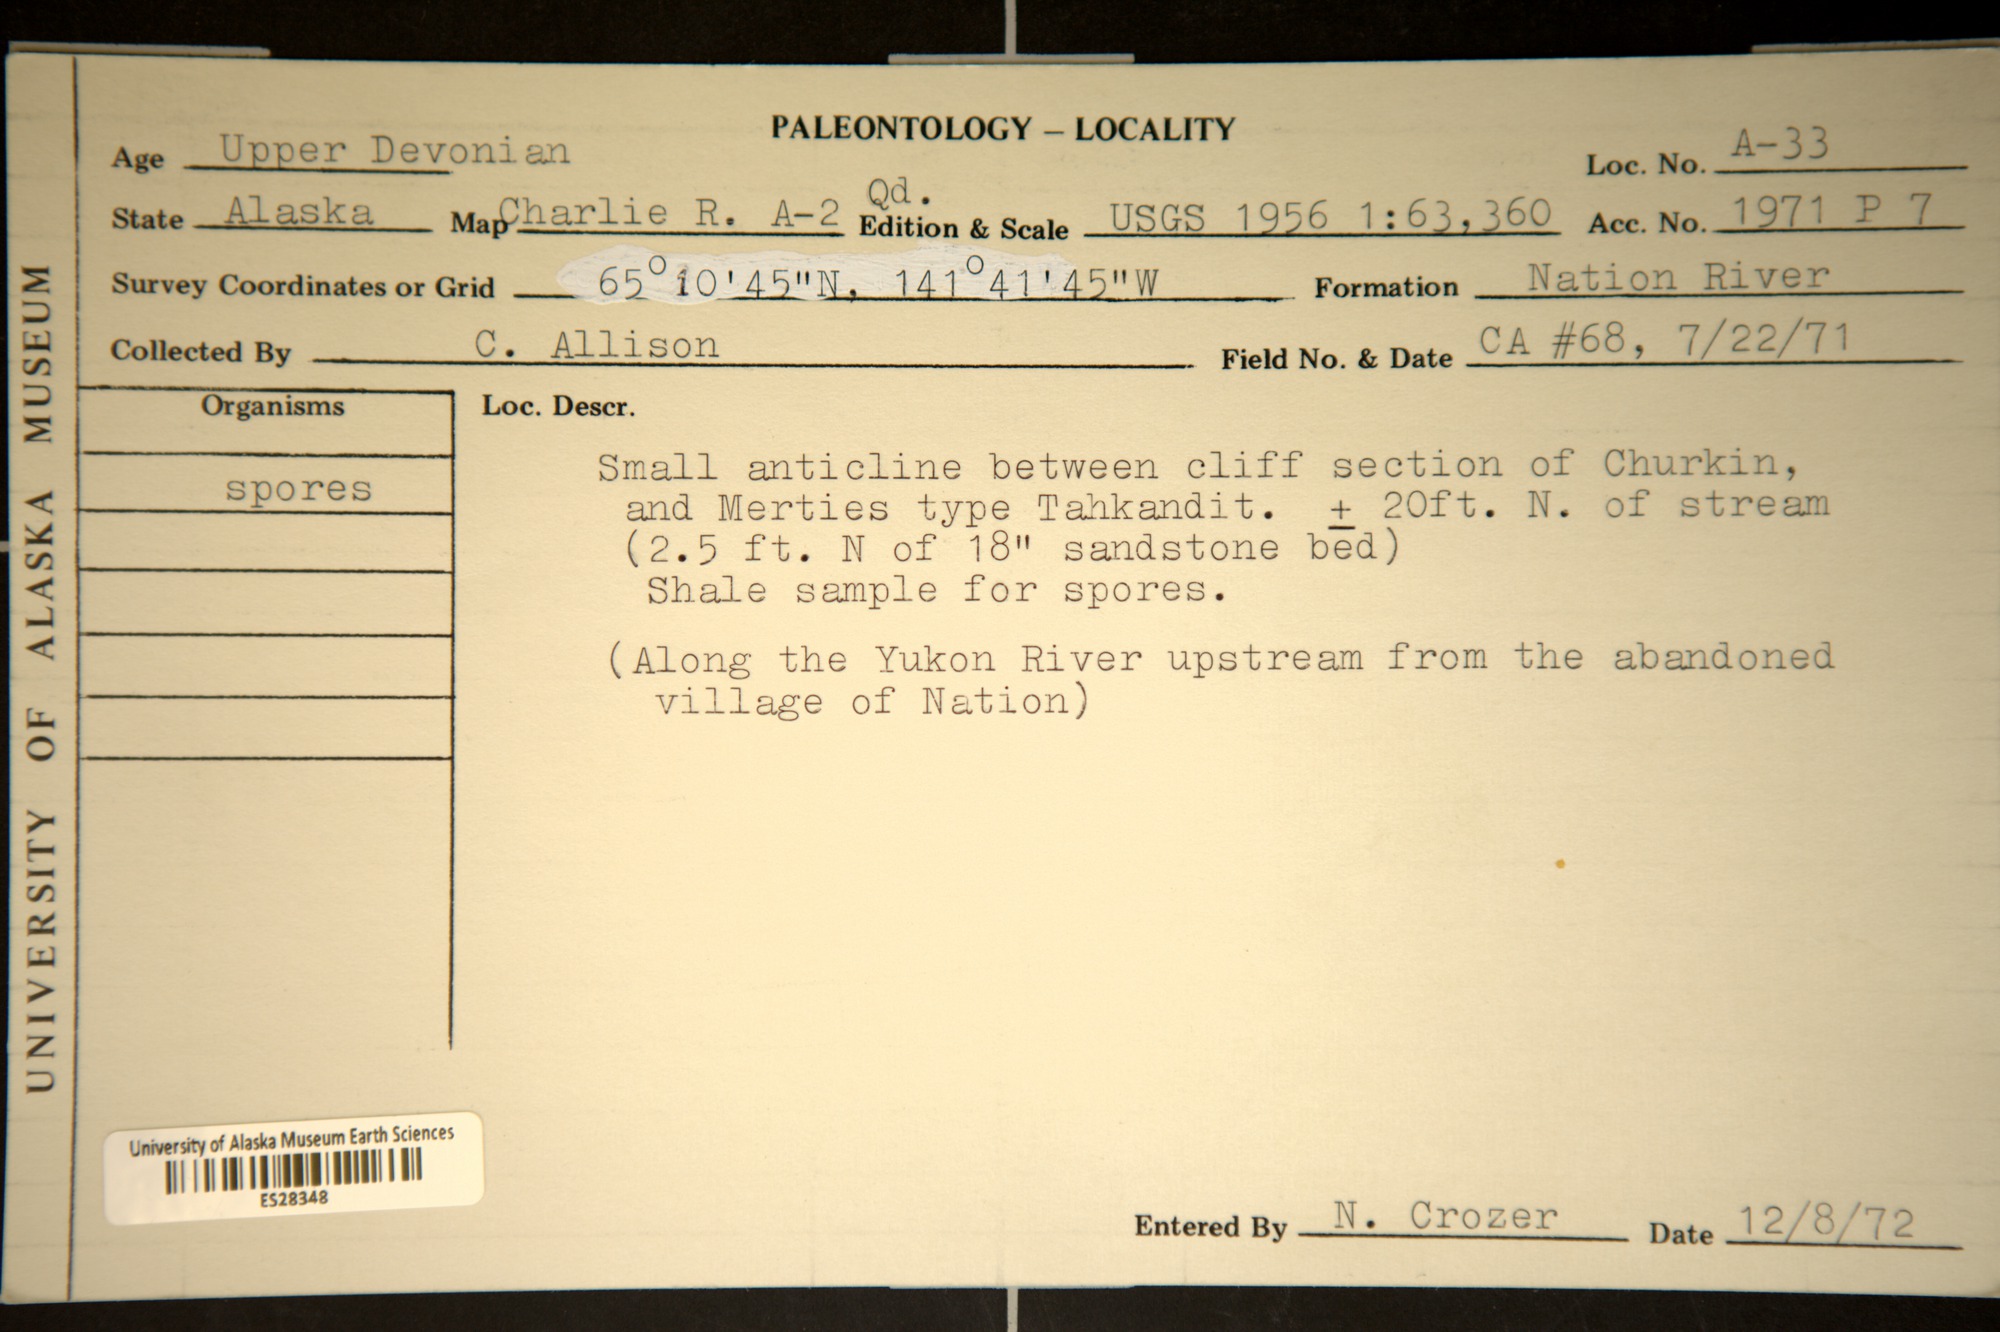 PALEONTOLOGY – LOCALITY
Age Upper Devonian Loc. No. A-33
State Alaska Map Charlie R. A-2 Qd. Edition & Scale USGS 1956 1:63,360 Acc. No. 1971 P 7
Survey Coordinates or Grid 65°10'45"N, 141°41'45"W Formation Nation River
Collected By C. Allison Field No. & Date CA #68, 7/22/71
Organisms
spores
Loc. Descr.
Small anticline between cliff section of Churkin,
and Merties type Tahkandit. ± 20ft. N. of stream
(2.5 ft. N of 18" sandstone bed)
Shale sample for spores.
(Along the Yukon River upstream from the abandoned
village of Nation)
UNIVERSITY OF ALASKA MUSEUM
University of Alaska Museum Earth Sciences
ES28348
Entered By N. Crozer Date 12/8/72